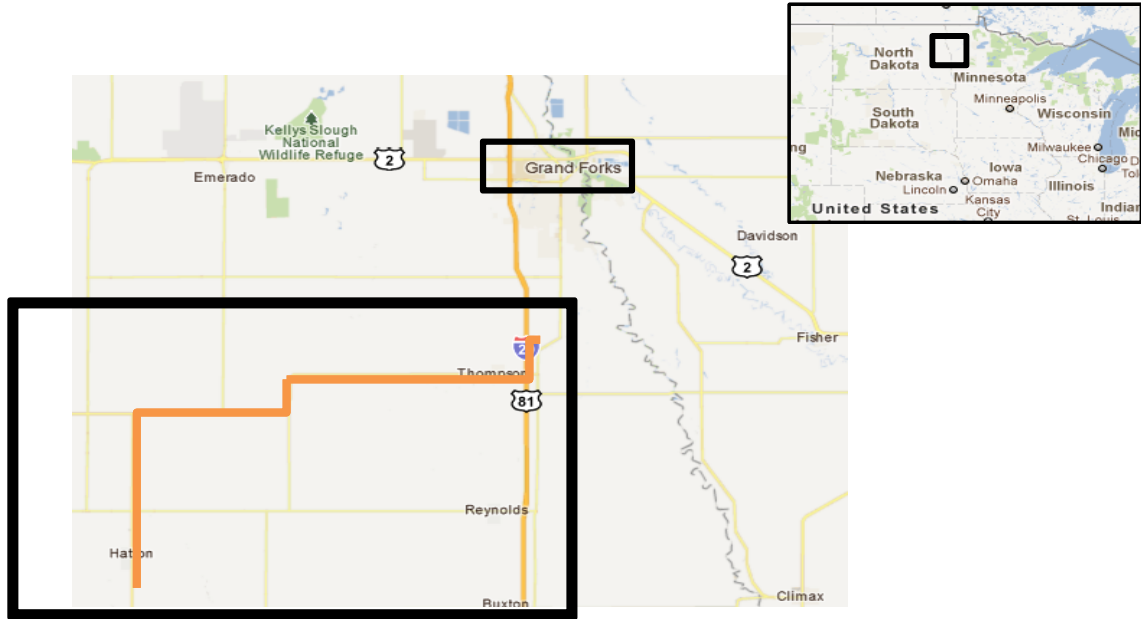 North
Dakota
Minnesota
Minneapolis
South
Dakota
Wisconsin
Milwaukee
Chicago
Iowa
Nebraska
Omaha
Lincoln
Illinois
Kansas
City
United States
Kellys Slough
National
Wildlife Refuge
2
Grand Forks
Emerado
Davidson
2
Fisher
Thompson
81
Reynolds
Hatton
Buxton
Climax